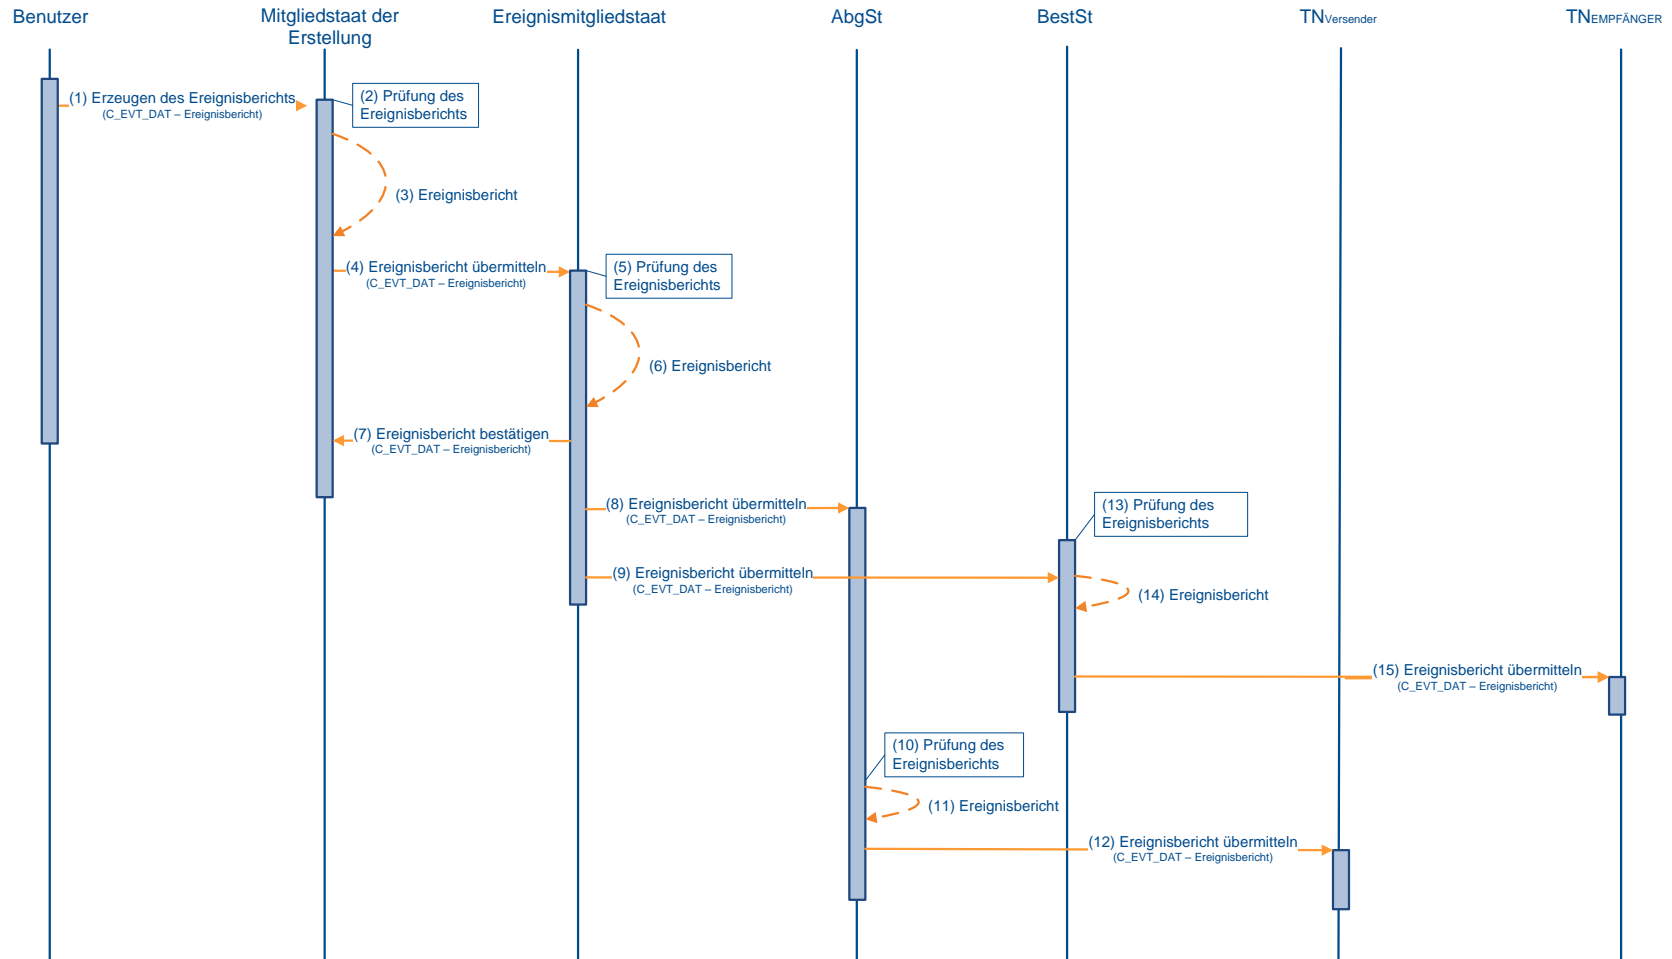 Benutzer
Mitgliedstaat der
Erstellung
Ereignismitgliedstaat
AbgSt
BestSt
TNVersender
TNEMPFÄNGER
(1) Erzeugen des Ereignisberichts
(C_EVT_DAT – Ereignisbericht)
(2) Prüfung des
Ereignisberichts
(3) Ereignisbericht
(4) Ereignisbericht übermitteln
(C_EVT_DAT – Ereignisbericht)
(5) Prüfung des
Ereignisberichts
(6) Ereignisbericht
(7) Ereignisbericht bestätigen
(C_EVT_DAT – Ereignisbericht)
(8) Ereignisbericht übermitteln
(C_EVT_DAT – Ereignisbericht)
(13) Prüfung des
Ereignisberichts
(9) Ereignisbericht übermitteln
(C_EVT_DAT – Ereignisbericht)
(14) Ereignisbericht
(15) Ereignisbericht übermitteln
(C_EVT_DAT – Ereignisbericht)
(10) Prüfung des
Ereignisberichts
(11) Ereignisbericht
(12) Ereignisbericht übermitteln
(C_EVT_DAT – Ereignisbericht)